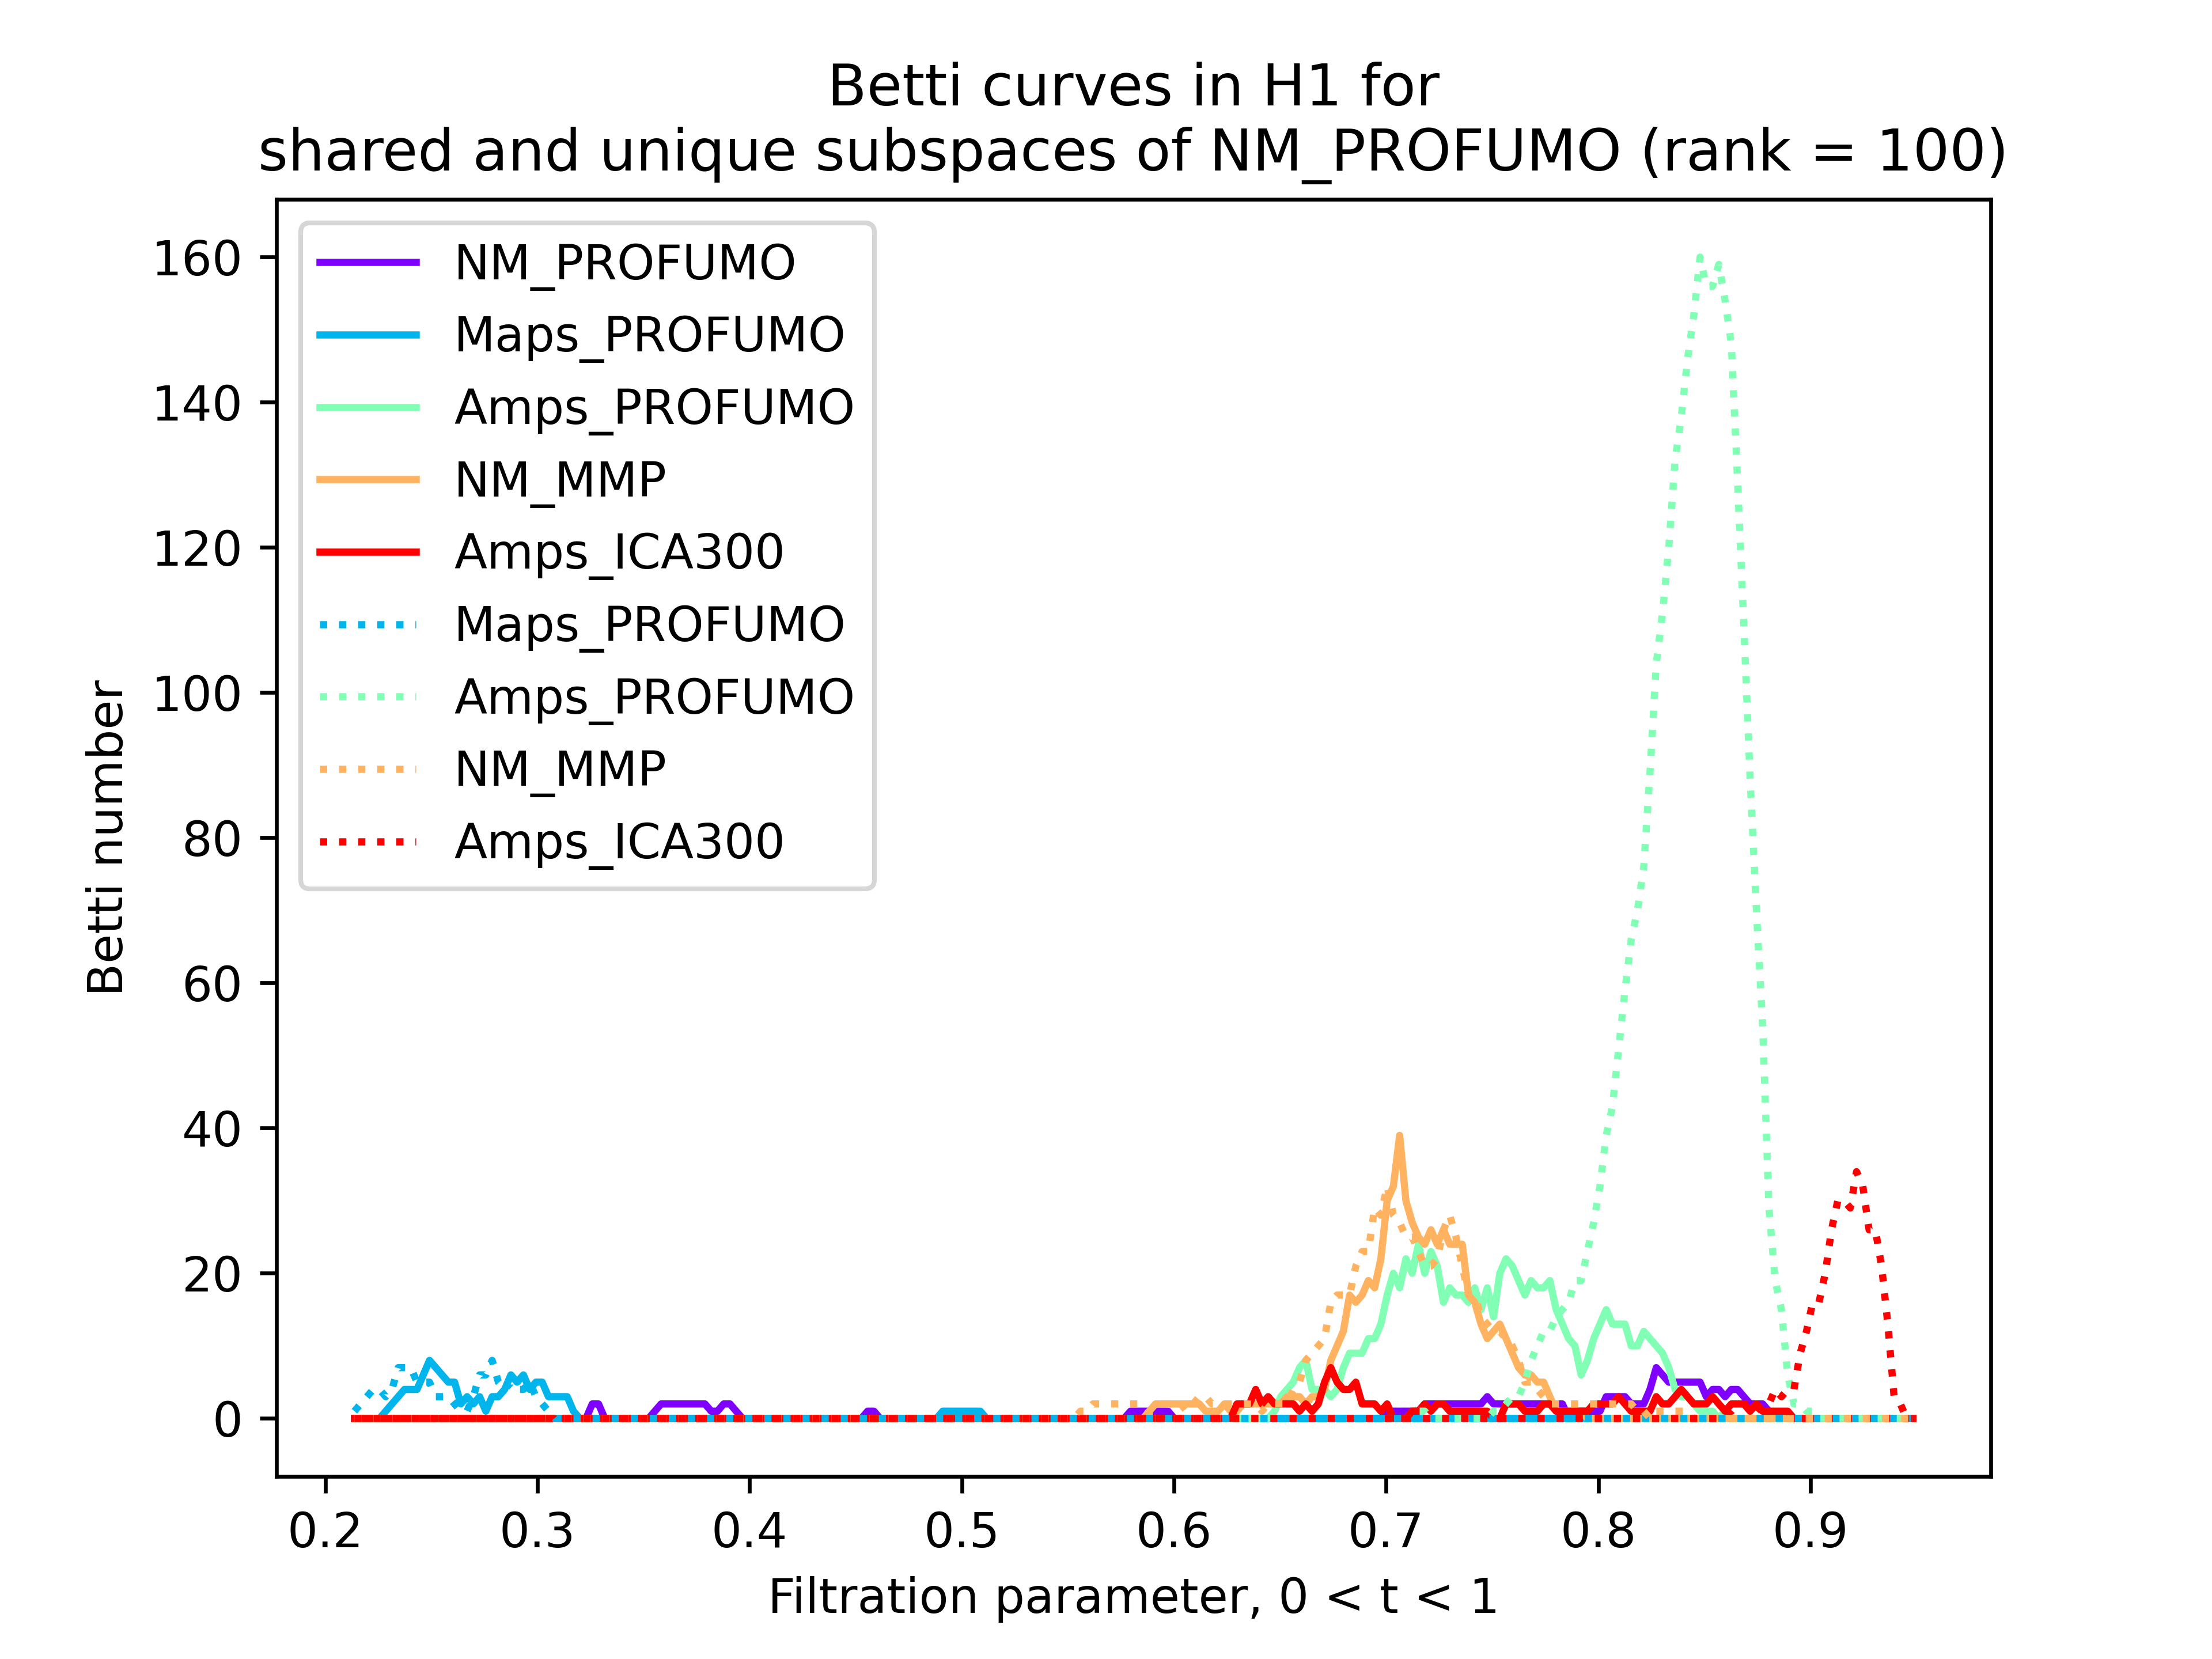 Betti curves in H1 for
shared and unique subspaces of NM_PROFUMO (rank = 100)
NM_PROFUMO
Maps_PROFUMO
Amps_PROFUMO
NM_MMP
Amps_ICA300
Maps_PROFUMO
Amps_PROFUMO
NM_MMP
Amps_ICA300
Betti number
160
140
120
100
80
60
40
20
0
0.2 0.3 0.4 0.5 0.6 0.7 0.8 0.9
Filtration parameter, 0 < t < 1